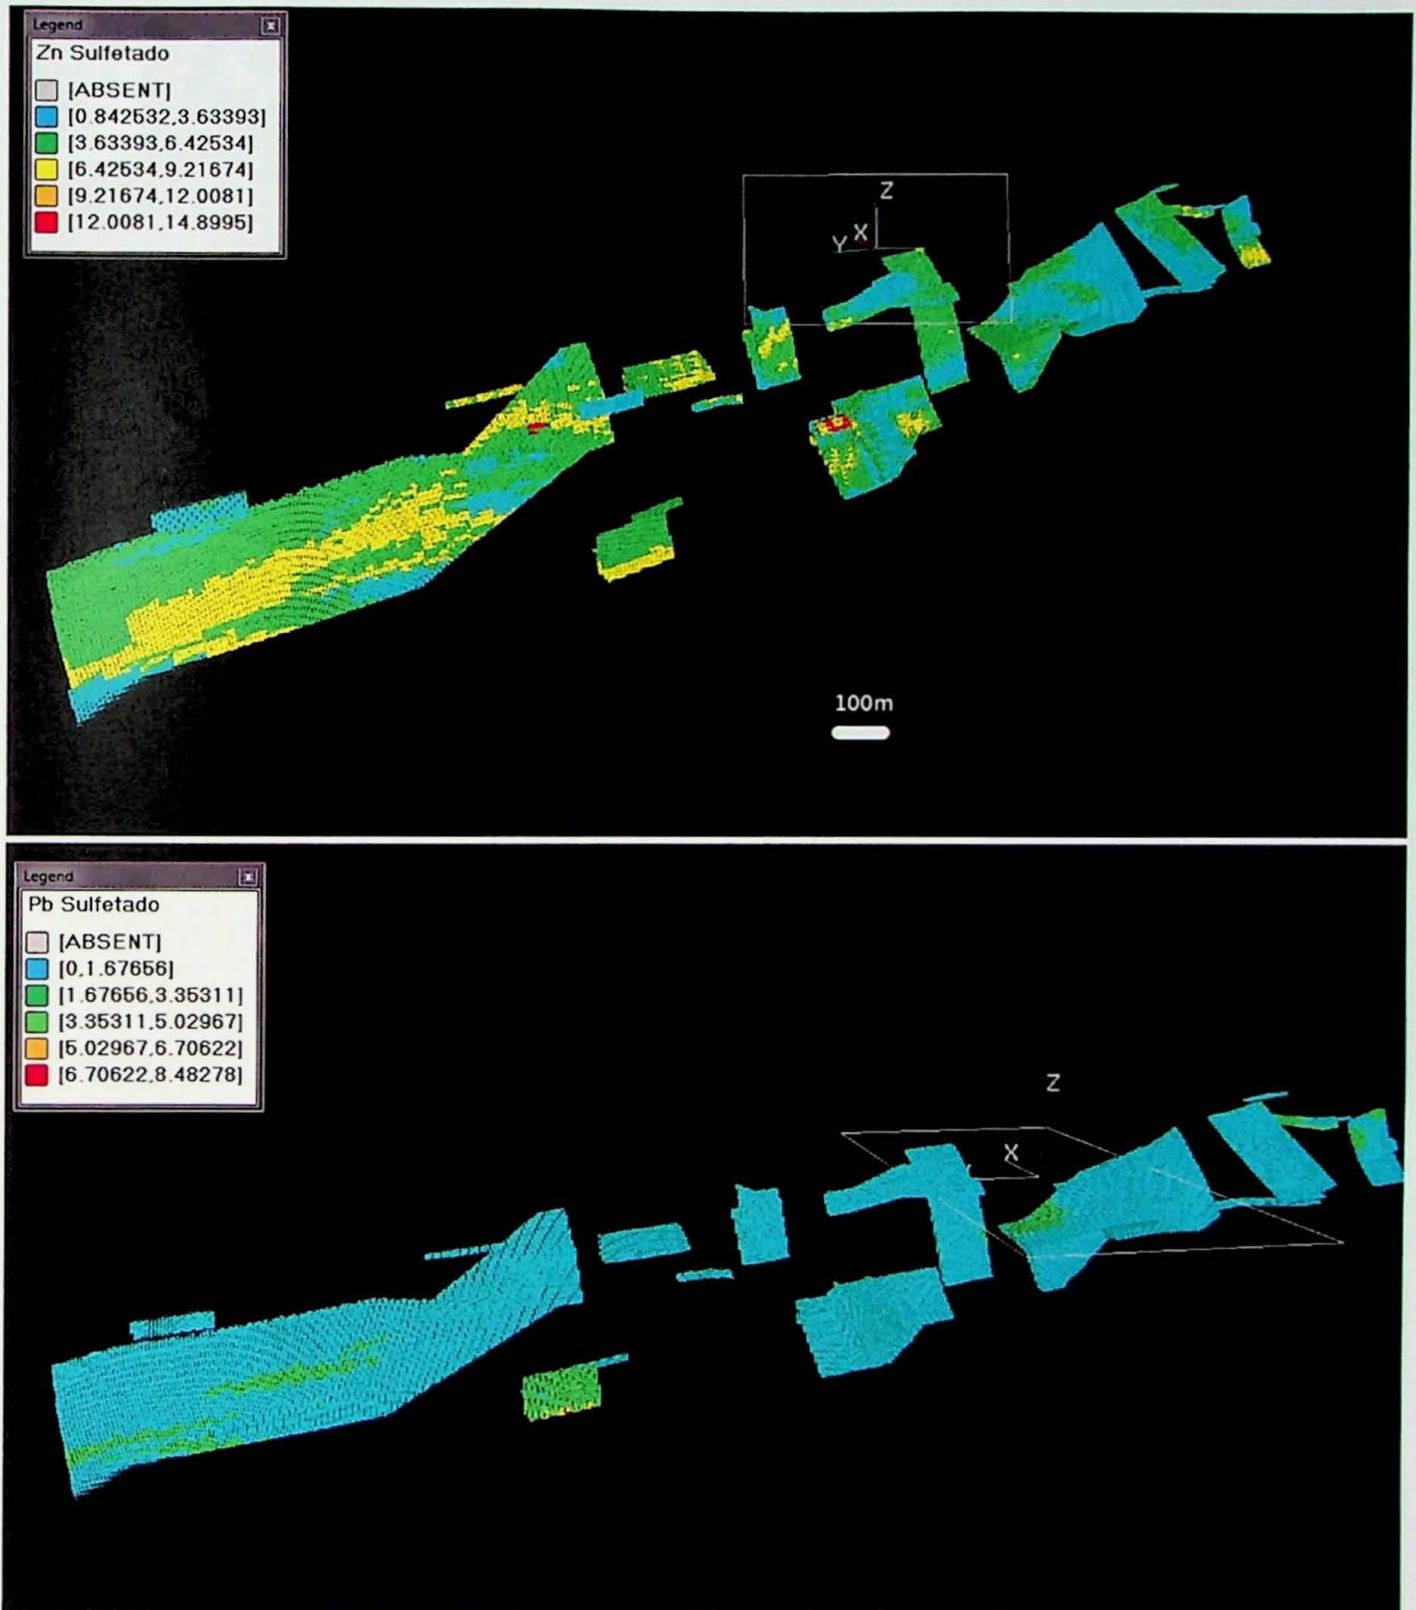 Legend
Zn Sulfetado
[ABSENT]
[0.842532,3.63393]
[3.63393,6.42534]
[6.42534,9.21674]
[9.21674,12.0081]
[12.0081,14.8995]
Z
Y X
100m
Legend
Pb Sulfetado
[ABSENT]
[0,1.67656]
[1.67656,3.35311]
[3.35311,5.02967]
[5.02967,6.70622]
[6.70622,8.48278]
Z
X